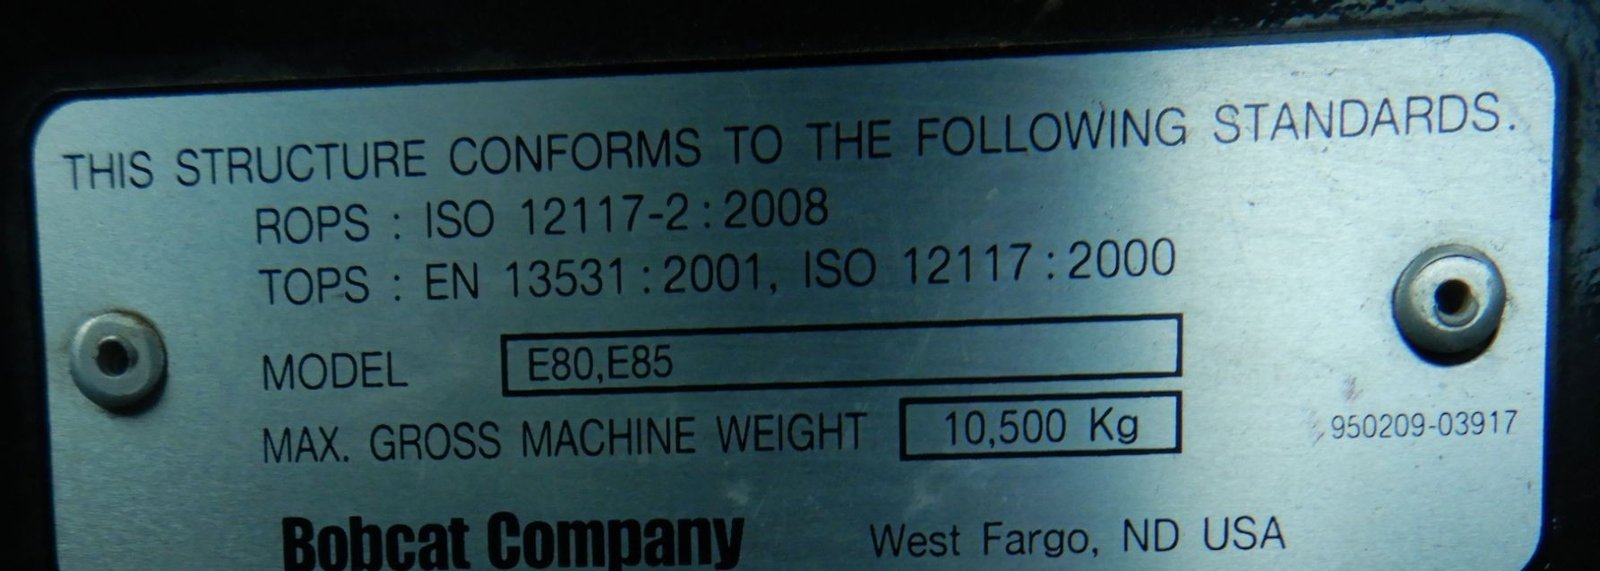 THIS STRUCTURE CONFORMS TO THE FOLLOWING STANDARDS.
ROPS : ISO 12117-2 : 2008
TOPS : EN 13531 : 2001, ISO 12117 : 2000
MODEL E80,E85
MAX. GROSS MACHINE WEIGHT 10,500 Kg
950209-03917
Bobcat Company West Fargo, ND USA